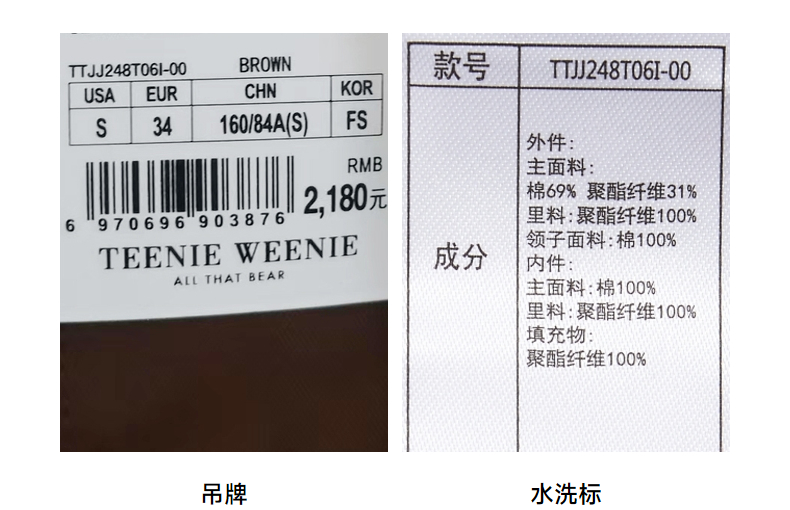 TTJJ248T06I-00 BROWN
USA EUR CHN KOR
S 34 160/84A(S) FS
RMB
2,180元
6 970696 903876
TEENIE WEENIE
ALL THAT BEAR
吊牌
款号 TTJJ248T06I-00
成分
外件:
主面料:
棉69% 聚酯纤维31%
里料:聚酯纤维100%
领子面料:棉100%
内件:
主面料:棉100%
里料:聚酯纤维100%
填充物:
聚酯纤维100%
水洗标